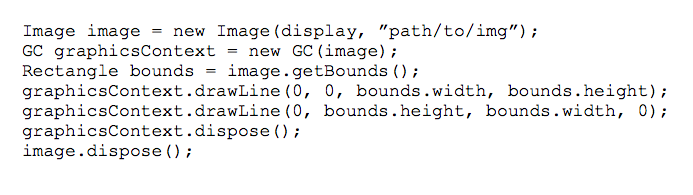 Image image = new Image(display, ”path/to/img”);
GC graphicsContext = new GC(image);
Rectangle bounds = image.getBounds();
graphicsContext.drawLine(0, 0, bounds.width, bounds.height);
graphicsContext.drawLine(0, bounds.height, bounds.width, 0);
graphicsContext.dispose();
image.dispose();